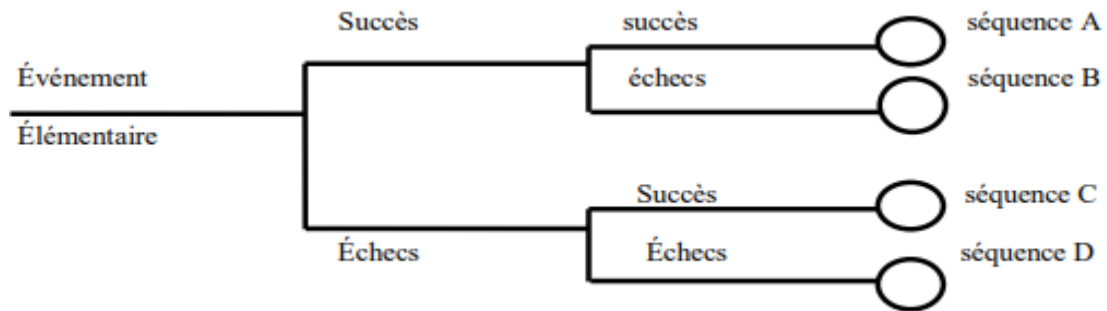 Succès succès séquence A
Événement échecs séquence B
Élémentaire
Succès séquence C
Échecs Échecs séquence D